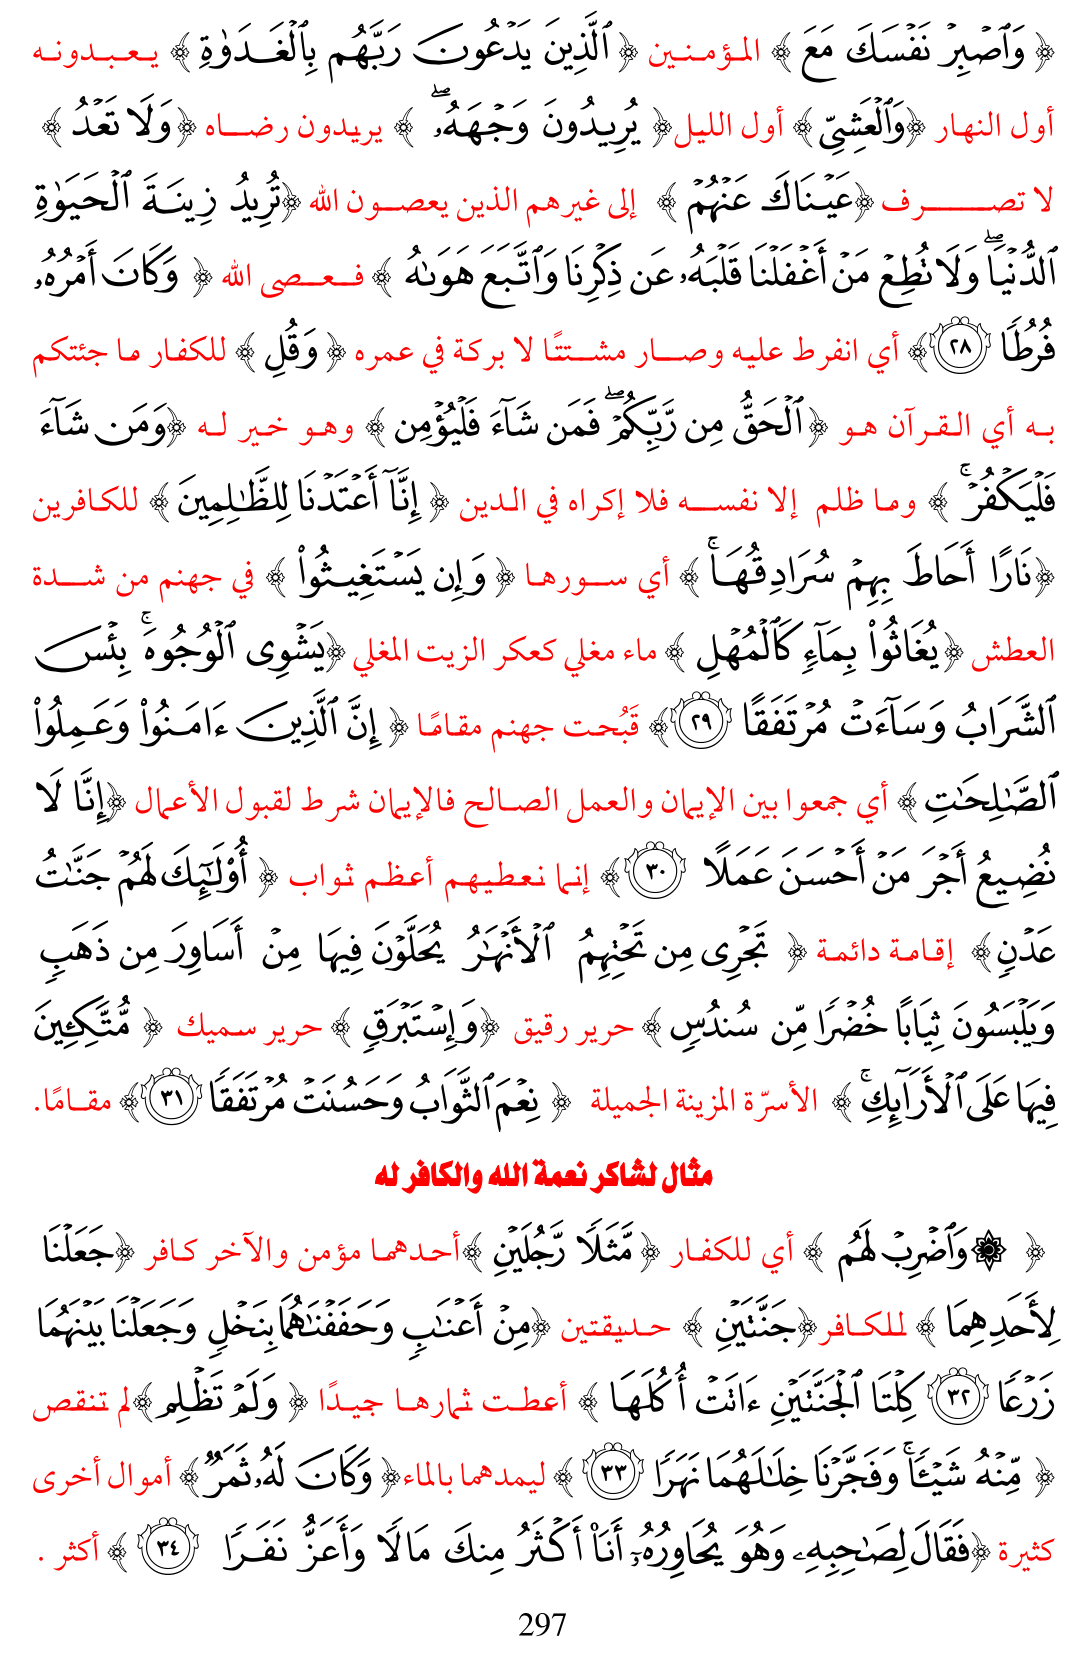 ﴿ وَٱصۡبِرۡ نَفۡسَكَ مَعَ ﴾ المؤمنين ﴿ ٱلَّذِينَ يَدۡعُونَ رَبَّهُم بِٱلۡغَدَوٰةِ ﴾ يعبدونه
أول النهار ﴿وَٱلۡعَشِيِّ﴾ أول الليل﴿ يُرِيدُونَ وَجۡهَهُۥۖ ﴾ يريدون رضاه ﴿وَلَا تَعۡدُ ﴾
لا تصرف ﴿عَيۡنَاكَ عَنۡهُمۡ ﴾ إلى غيرهم الذين يعصون الله ﴿تُرِيدُ زِينَةَ ٱلۡحَيَوٰةِ
ٱلدُّنۡيَاۖ وَلَا تُطِعۡ مَنۡ أَغۡفَلۡنَا قَلۡبَهُۥ عَن ذِكۡرِنَا وَٱتَّبَعَ هَوَىٰهُ ﴾ فعصى الله ﴿ وَكَانَ أَمۡرُهُۥ
فُرُطٗا ٢٨﴾ أي انفرط عليه وصار مشتتًا لا بركة في عمره ﴿ وَقُلِ ﴾ للكفار ما جئتكم
به أي القرآن هو ﴿ ٱلۡحَقُّ مِن رَّبِّكُمۡۖ فَمَن شَآءَ فَلۡيُؤۡمِن ﴾ وهو خير له ﴿وَمَن شَآءَ
فَلۡيَكۡفُرۡۚ ﴾ وما ظلم إلا نفسه فلا إكراه في الدين ﴿ إِنَّآ أَعۡتَدۡنَا لِلظَّٰلِمِينَ ﴾ للكافرين
﴿نَارًا أَحَاطَ بِهِمۡ سُرَادِقُهَاۚ ﴾ أي سورها ﴿ وَإِن يَسۡتَغِيثُواْ ﴾ في جهنم من شدة
العطش ﴿يُغَاثُواْ بِمَآءٖ كَٱلۡمُهۡلِ ﴾ ماء مغلي كعكر الزيت المغلي ﴿يَشۡوِي ٱلۡوُجُوهَۚ بِئۡسَ
ٱلشَّرَابُ وَسَآءَتۡ مُرۡتَفَقًا ٢٩﴾ قَبُحت جهنم مقامًا ﴿ إِنَّ ٱلَّذِينَ ءَامَنُواْ وَعَمِلُواْ
ٱلصَّٰلِحَٰتِ ﴾ أي جمعوا بين الإيمان والعمل الصالح فالإيمان شرط لقبول الأعمال ﴿إِنَّا لَا
نُضِيعُ أَجۡرَ مَنۡ أَحۡسَنَ عَمَلًا ٣٠﴾ إنما نعطيهم أعظم ثواب ﴿ أُوْلَٰٓئِكَ لَهُمۡ جَنَّٰتُ
عَدۡنٖ﴾ إقامة دائمة ﴿ تَجۡرِي مِن تَحۡتِهِمُ ٱلۡأَنۡهَٰرُ يُحَلَّوۡنَ فِيهَا مِنۡ أَسَاوِرَ مِن ذَهَبٖ
وَيَلۡبَسُونَ ثِيَابًا خُضۡرٗا مِّن سُندُسٖ ﴾ حرير رقيق ﴿وَإِسۡتَبۡرَقٖ ﴾ حرير سميك ﴿ مُّتَّكِـِٔينَ
فِيهَا عَلَى ٱلۡأَرَآئِكِۚ ﴾ الأسرّة المزينة الجميلة ﴿ نِعۡمَ ٱلثَّوَابُ وَحَسُنَتۡ مُرۡتَفَقٗا ٣١﴾ مقامًا.
مثال لشاكر نعمة الله والكافر له
﴿ ۞وَٱضۡرِبۡ لَهُم ﴾ أي للكفار ﴿ مَّثَلٗا رَّجُلَيۡنِ ﴾أحدهما مؤمن والآخر كافر ﴿جَعَلۡنَا
لِأَحَدِهِمَا ﴾ للكافر﴿جَنَّتَيۡنِ ﴾ حديقتين ﴿مِنۡ أَعۡنَٰبٖ وَحَفَفۡنَٰهُمَا بِنَخۡلٖ وَجَعَلۡنَا بَيۡنَهُمَا
زَرۡعٗا ٣٢ كِلۡتَا ٱلۡجَنَّتَيۡنِ ءَاتَتۡ أُكُلَهَا ﴾ أعطت ثمارها جيدًا ﴿ وَلَمۡ تَظۡلِم ﴾لم تنقص
﴿ مِّنۡهُ شَيۡـٔٗاۚ وَفَجَّرۡنَا خِلَٰلَهُمَا نَهَرٗا ٣٣ ﴾ ليمدهما بالماء﴿ وَكَانَ لَهُۥ ثَمَرٞ﴾ أموال أخرى
كثيرة ﴿فَقَالَ لِصَٰحِبِهِۦ وَهُوَ يُحَاوِرُهُۥٓ أَنَا۠ أَكۡثَرُ مِنكَ مَالٗا وَأَعَزُّ نَفَرٗا ٣٤ ﴾ أكثر .
297